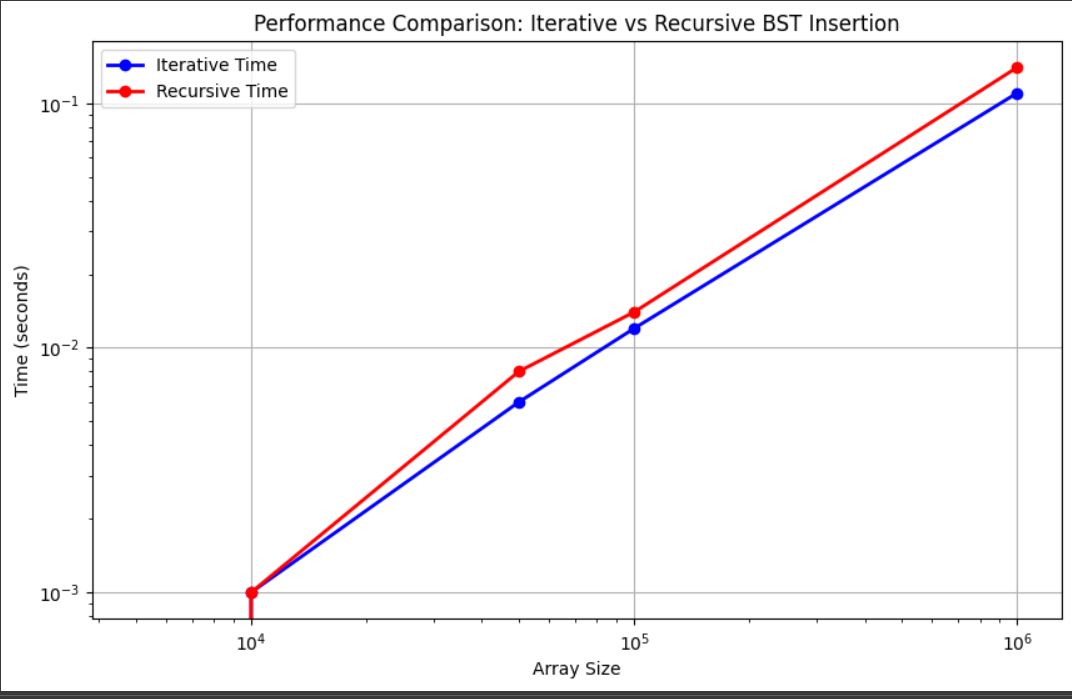 Performance Comparison: Iterative vs Recursive BST Insertion
Iterative Time
Recursive Time
10⁻¹
10⁻²
10⁻³
Time (seconds)
10⁴ 10⁵ 10⁶
Array Size